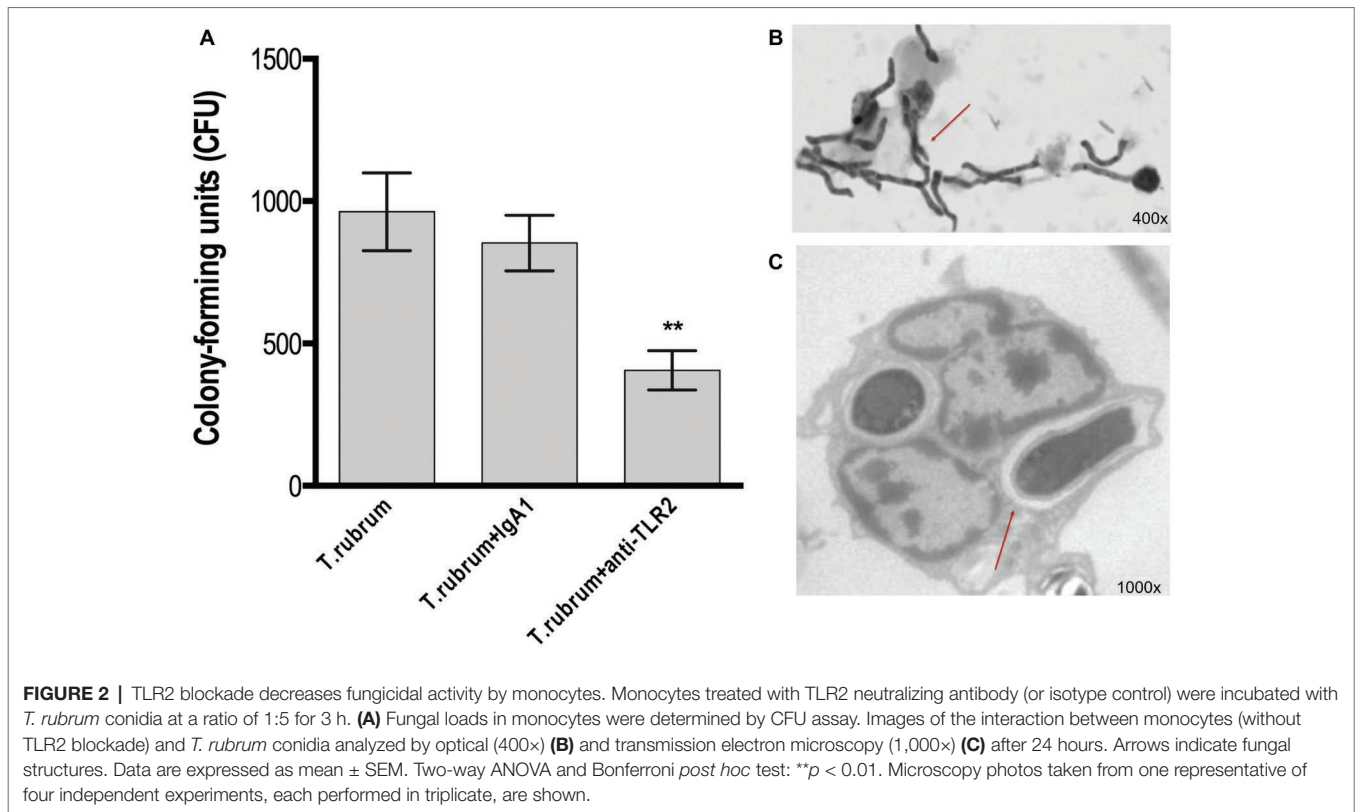 A
1500
1000
500
0
Colony-forming units (CFU)
**
T.rubrum
T.rubrum+IgA1
T.rubrum+anti-TLR2
B
400x
C
1000x
FIGURE 2 | TLR2 blockade decreases fungicidal activity by monocytes. Monocytes treated with TLR2 neutralizing antibody (or isotype control) were incubated with
T. rubrum conidia at a ratio of 1:5 for 3 h. (A) Fungal loads in monocytes were determined by CFU assay. Images of the interaction between monocytes (without
TLR2 blockade) and T. rubrum conidia analyzed by optical (400×) (B) and transmission electron microscopy (1,000×) (C) after 24 hours. Arrows indicate fungal
structures. Data are expressed as mean ± SEM. Two-way ANOVA and Bonferroni post hoc test: **p < 0.01. Microscopy photos taken from one representative of
four independent experiments, each performed in triplicate, are shown.